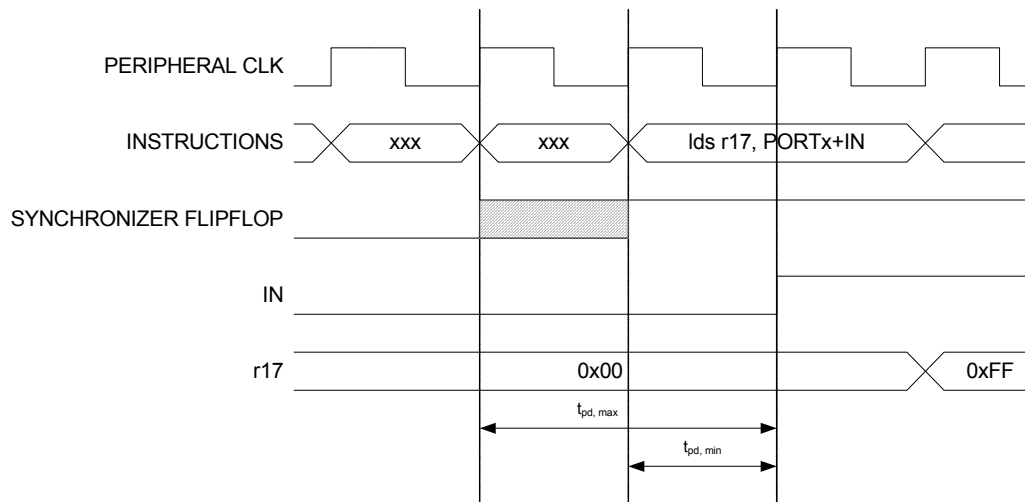 PERIPHERAL CLK
INSTRUCTIONS xxx xxx lds r17, PORTx+IN
SYNCHRONIZER FLIPFLOP
IN
r17 0x00 0xFF
tpd, max
tpd, min